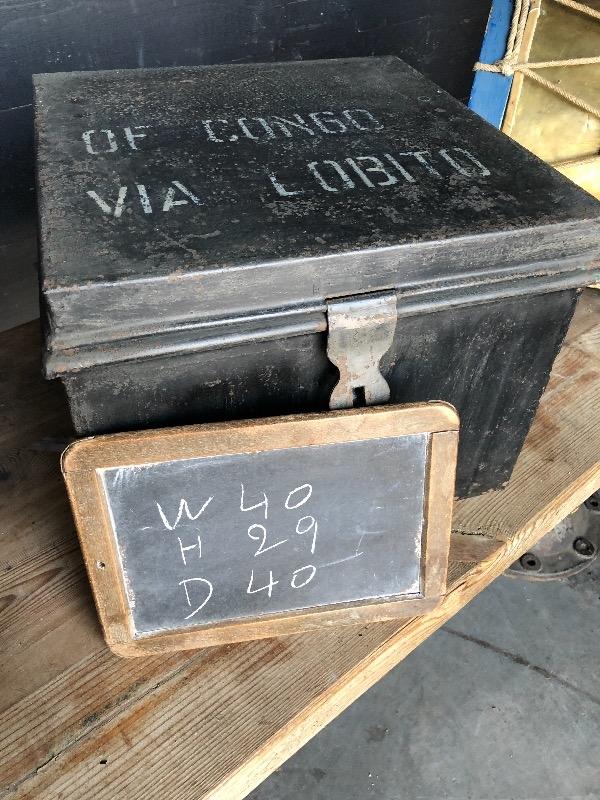 OF CONGO
VIA LOBITO
W 40
H 29
D 40